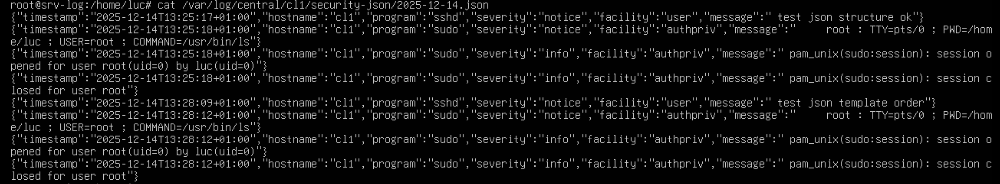 root@srv-log:/home/luc# cat /var/log/central/cl1/security-json/2025-12-14.json
{"timestamp":"2025-12-14T13:25:17+01:00","hostname":"cl1","program":"sshd","severity":"notice","facility":"user","message":" test json structure ok"}
{"timestamp":"2025-12-14T13:25:18+01:00","hostname":"cl1","program":"sudo","severity":"notice","facility":"authpriv","message":"     root : TTY=pts/0 ; PWD=/hom
e/luc ; USER=root ; COMMAND=/usr/bin/ls"}
{"timestamp":"2025-12-14T13:25:18+01:00","hostname":"cl1","program":"sudo","severity":"info","facility":"authpriv","message":" pam_unix(sudo:session): session o
pened for user root(uid=0) by luc(uid=0)"}
{"timestamp":"2025-12-14T13:25:18+01:00","hostname":"cl1","program":"sudo","severity":"info","facility":"authpriv","message":" pam_unix(sudo:session): session c
losed for user root"}
{"timestamp":"2025-12-14T13:28:09+01:00","hostname":"cl1","program":"sshd","severity":"notice","facility":"user","message":" test json template order"}
{"timestamp":"2025-12-14T13:28:12+01:00","hostname":"cl1","program":"sudo","severity":"notice","facility":"authpriv","message":"     root : TTY=pts/0 ; PWD=/hom
e/luc ; USER=root ; COMMAND=/usr/bin/ls"}
{"timestamp":"2025-12-14T13:28:12+01:00","hostname":"cl1","program":"sudo","severity":"info","facility":"authpriv","message":" pam_unix(sudo:session): session o
pened for user root(uid=0) by luc(uid=0)"}
{"timestamp":"2025-12-14T13:28:12+01:00","hostname":"cl1","program":"sudo","severity":"info","facility":"authpriv","message":" pam_unix(sudo:session): session c
losed for user root"}